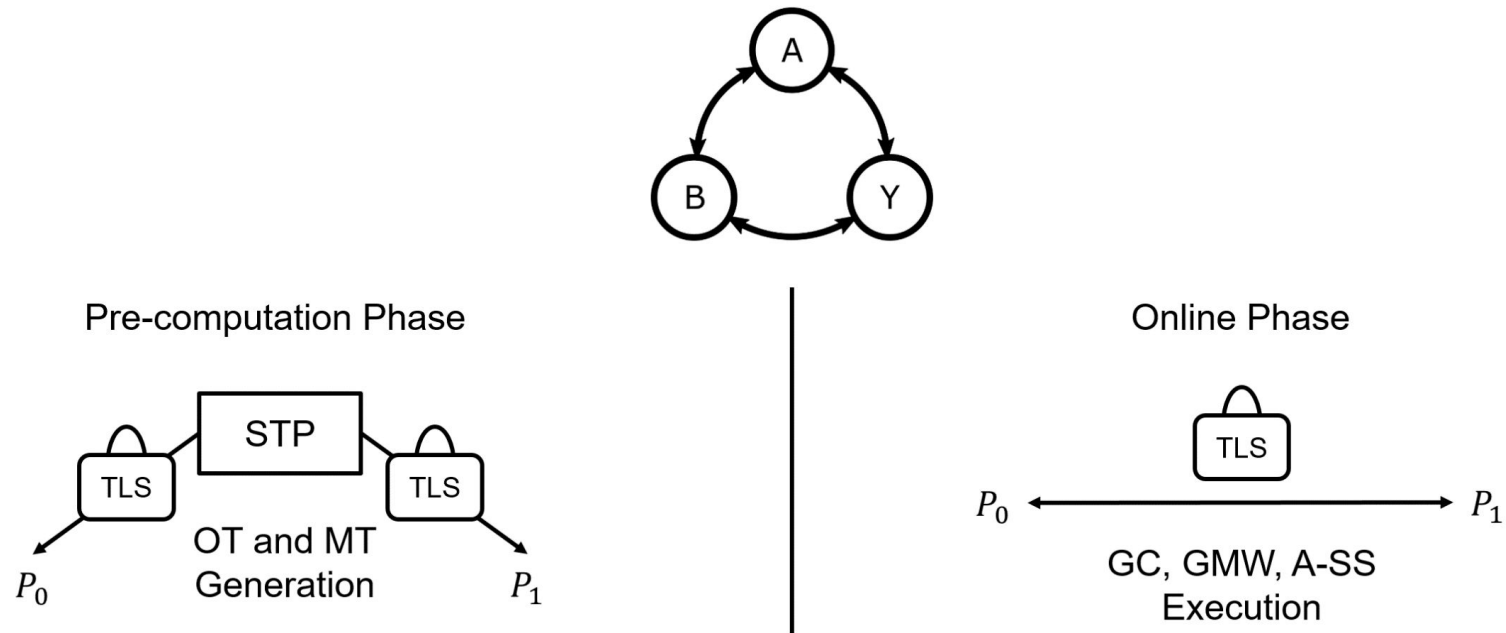 A
B
Y
Pre-computation Phase
STP
TLS
TLS
OT and MT
Generation
P₀
P₁
Online Phase
TLS
P₀
P₁
GC, GMW, A-SS
Execution